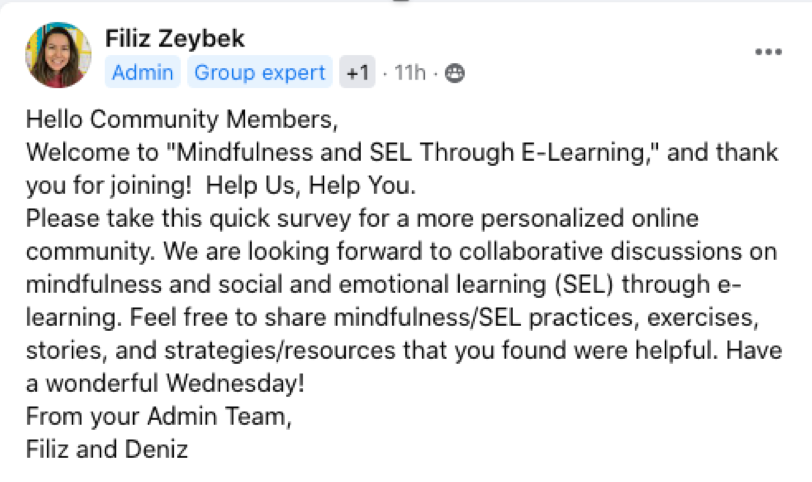 Filiz Zeybek
Admin Group expert +1 · 11h ·
Hello Community Members,
Welcome to "Mindfulness and SEL Through E-Learning," and thank
you for joining!  Help Us, Help You.
Please take this quick survey for a more personalized online
community. We are looking forward to collaborative discussions on
mindfulness and social and emotional learning (SEL) through e-
learning. Feel free to share mindfulness/SEL practices, exercises,
stories, and strategies/resources that you found were helpful. Have
a wonderful Wednesday!
From your Admin Team,
Filiz and Deniz